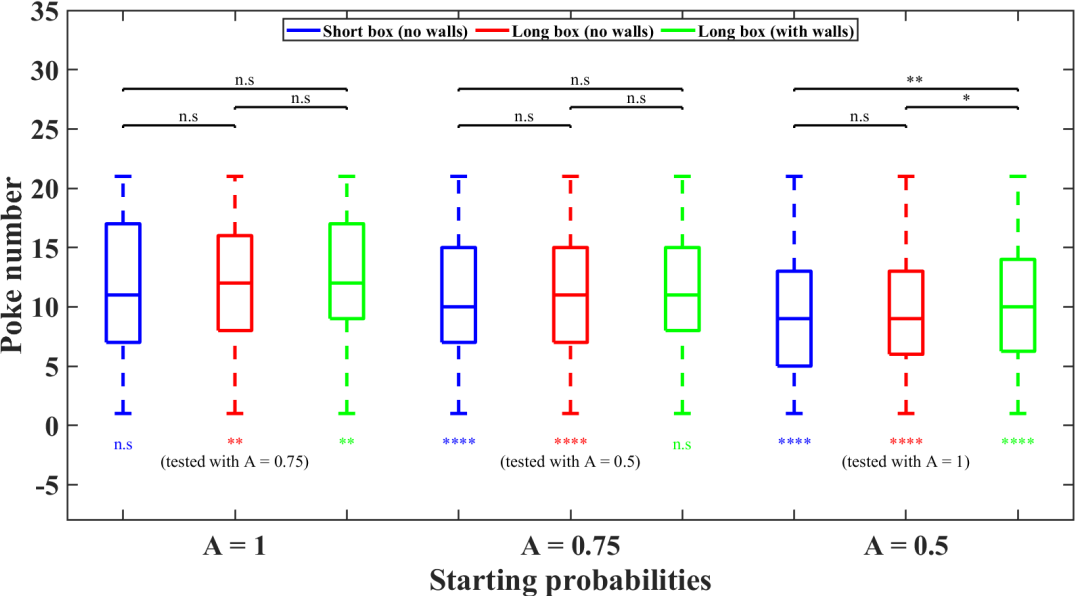 35
Short box (no walls) Long box (no walls) Long box (with walls)
30
n.s n.s **
n.s n.s *
n.s n.s n.s
25
20
15
10
5
0
n.s ** ** **** **** n.s **** **** ****
(tested with A = 0.75) (tested with A = 0.5) (tested with A = 1)
-5
Poke number
A = 1 A = 0.75 A = 0.5
Starting probabilities